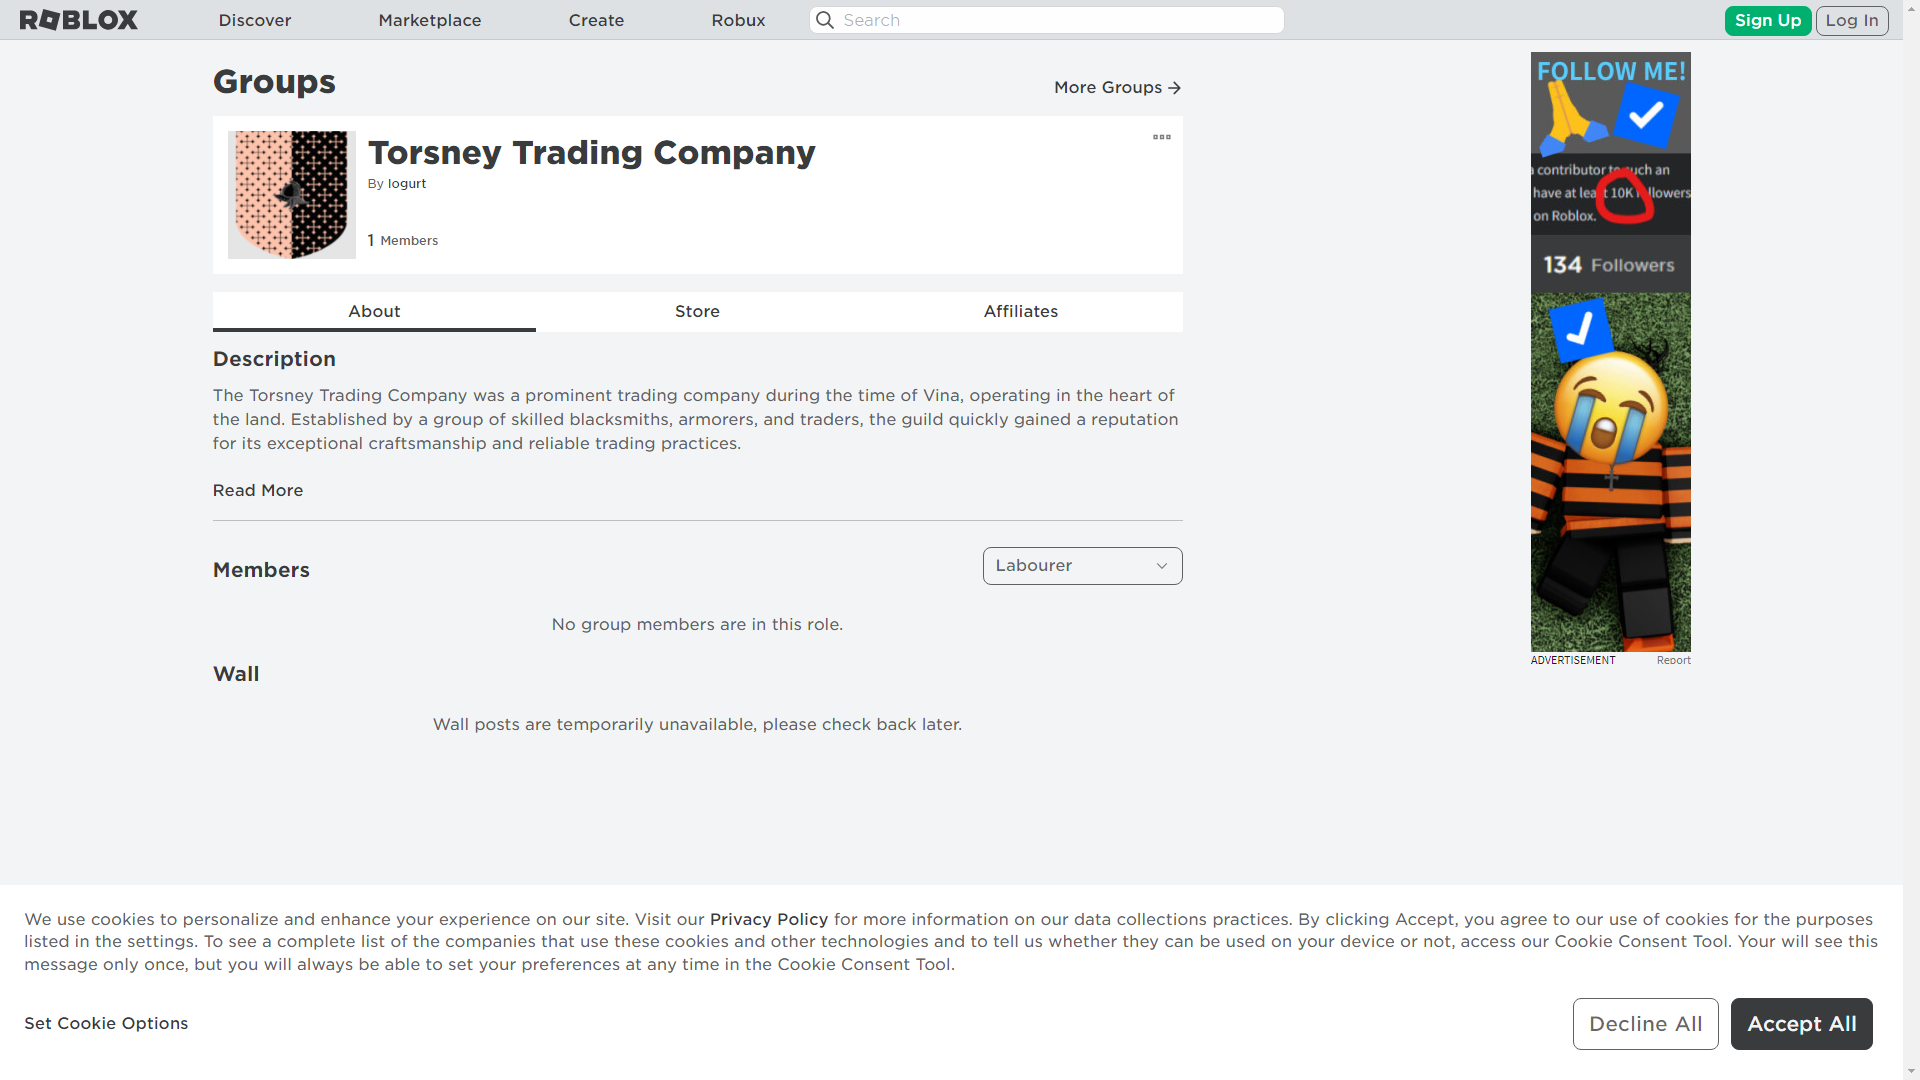 ROBLOX
Discover
Marketplace
Create
Robux
Search
Sign Up
Log In
Groups
More Groups
Torsney Trading Company
By Iogurt
1 Members
About
Store
Affiliates
Description
The Torsney Trading Company was a prominent trading company during the time of Vina, operating in the heart of
the land. Established by a group of skilled blacksmiths, armorers, and traders, the guild quickly gained a reputation
for its exceptional craftsmanship and reliable trading practices.
Read More
Members
Labourer
No group members are in this role.
Wall
Wall posts are temporarily unavailable, please check back later.
FOLLOW ME!
a contributor to such an
have at least 10K followers
on Roblox.
134 Followers
ADVERTISEMENT
Report
We use cookies to personalize and enhance your experience on our site. Visit our Privacy Policy for more information on our data collections practices. By clicking Accept, you agree to our use of cookies for the purposes
listed in the settings. To see a complete list of the companies that use these cookies and other technologies and to tell us whether they can be used on your device or not, access our Cookie Consent Tool. Your will see this
message only once, but you will always be able to set your preferences at any time in the Cookie Consent Tool.
Set Cookie Options
Decline All
Accept All